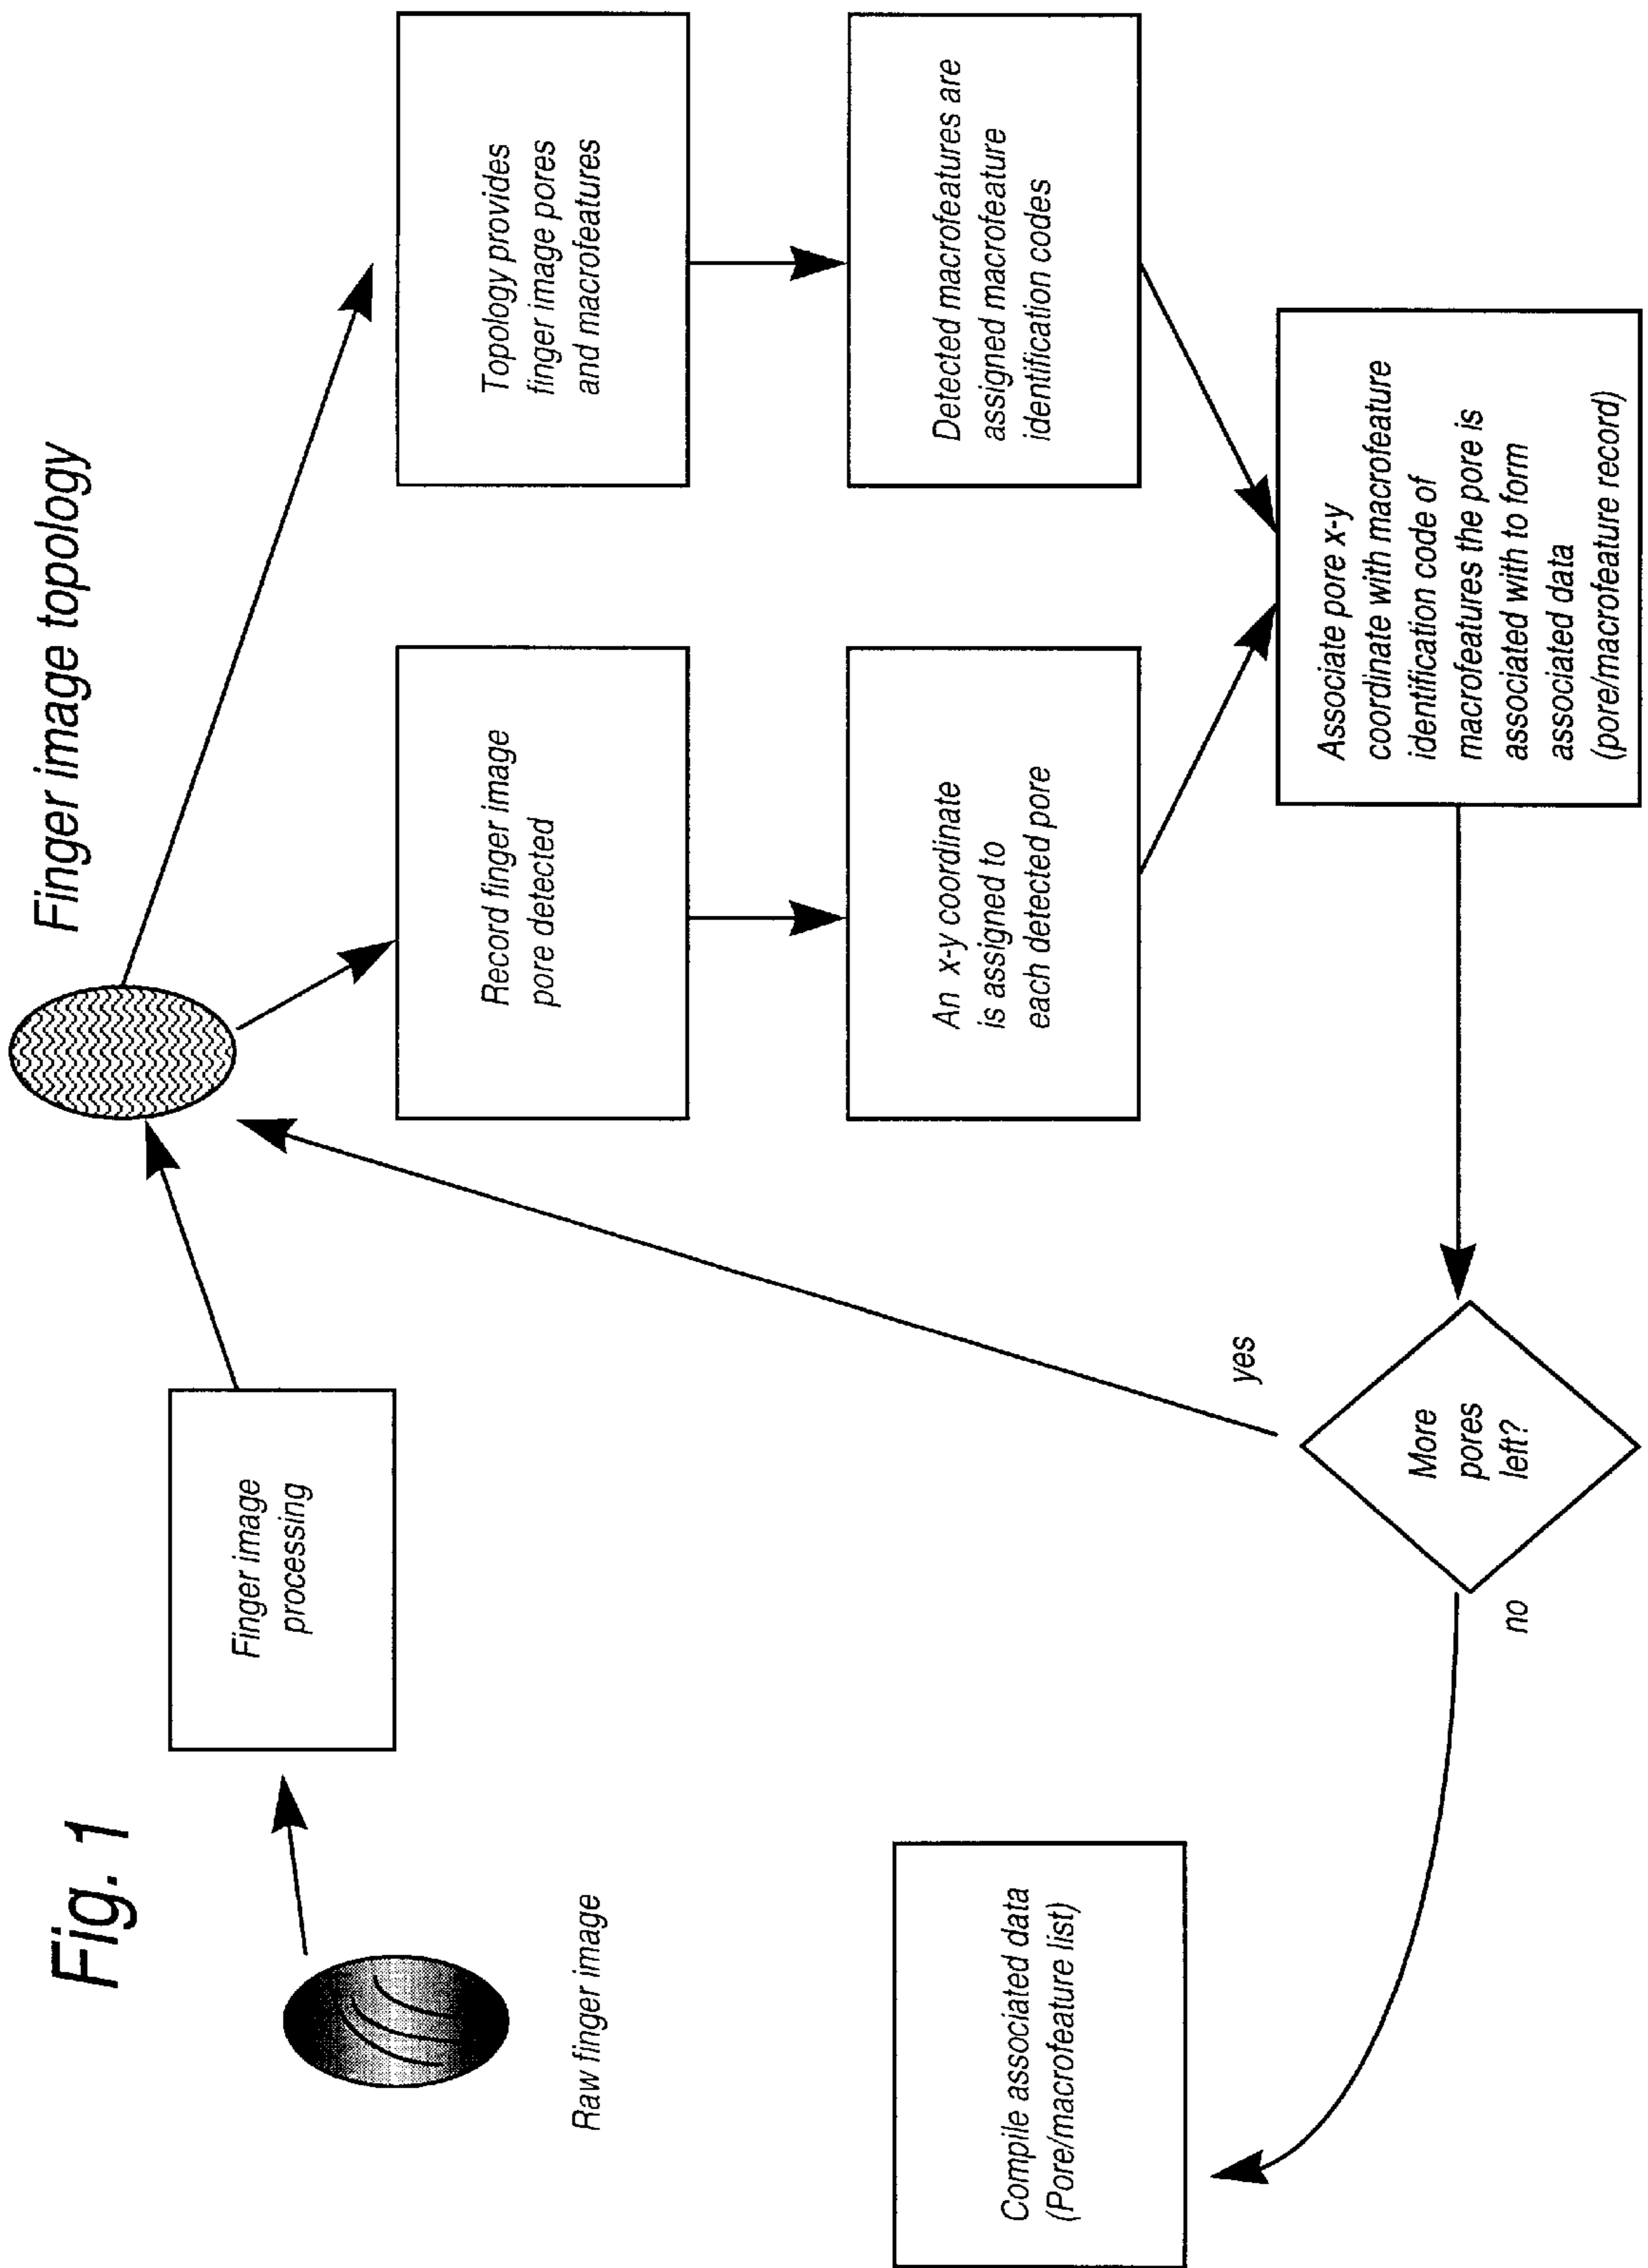 Fig. 1
Finger image topology
Raw finger image
Finger image
processing
Record finger image
pore detected
Topology provides
finger image pores
and macrofeatures
An x-y coordinate
is assigned to
each detected pore
Detected macrofeatures are
assigned macrofeature
identification codes
Associate pore x-y
coordinate with macrofeature
identification code of
macrofeatures the pore is
associated with to form
associated data
(pore/macrofeature record)
More
pores
left?
yes
no
Compile associated data
(Pore/macrofeature list)